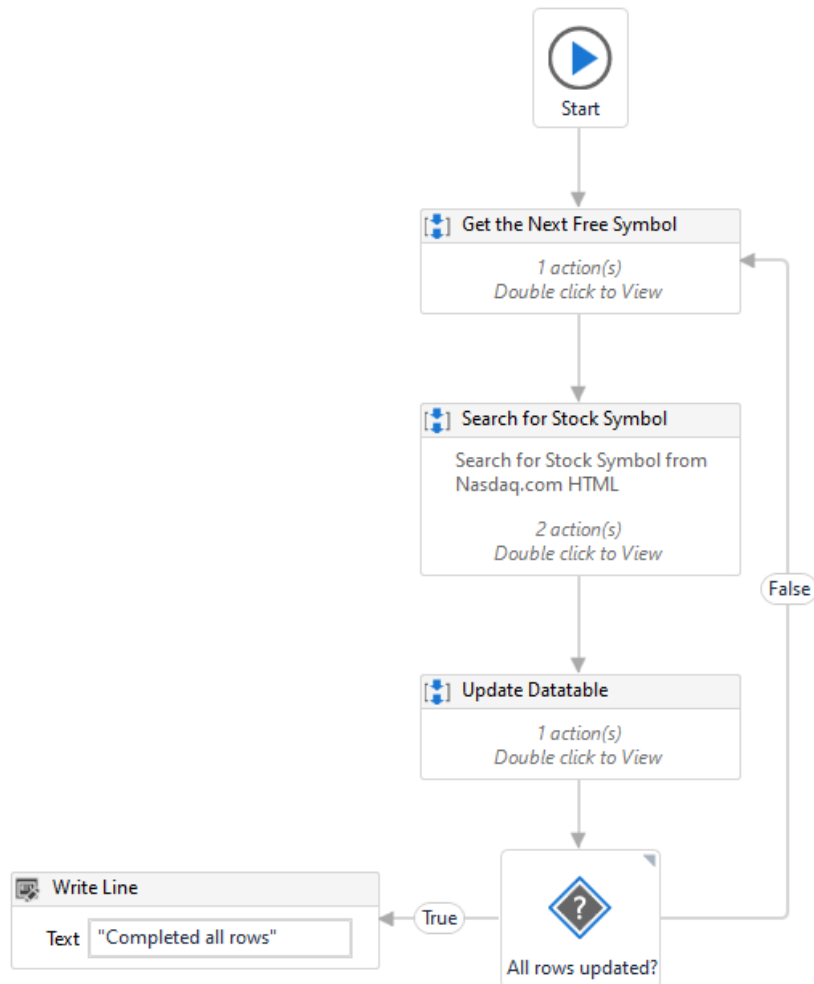 Start
Get the Next Free Symbol
1 action(s)
Double click to View
Search for Stock Symbol
Search for Stock Symbol from
Nasdaq.com HTML
2 action(s)
Double click to View
False
Update Datatable
1 action(s)
Double click to View
Write Line
Text "Completed all rows"
True
?
All rows updated?